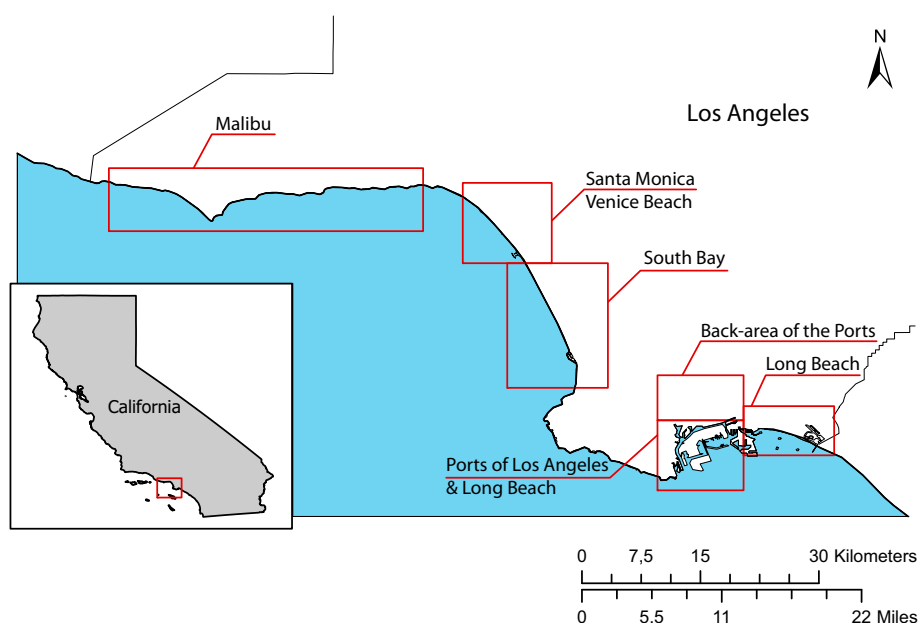 N
Los Angeles
Malibu
Santa Monica
Venice Beach
South Bay
Back-area of the Ports
Long Beach
California
Ports of Los Angeles
& Long Beach
0 7,5 15 30 Kilometers
0 5.5 11 22 Miles